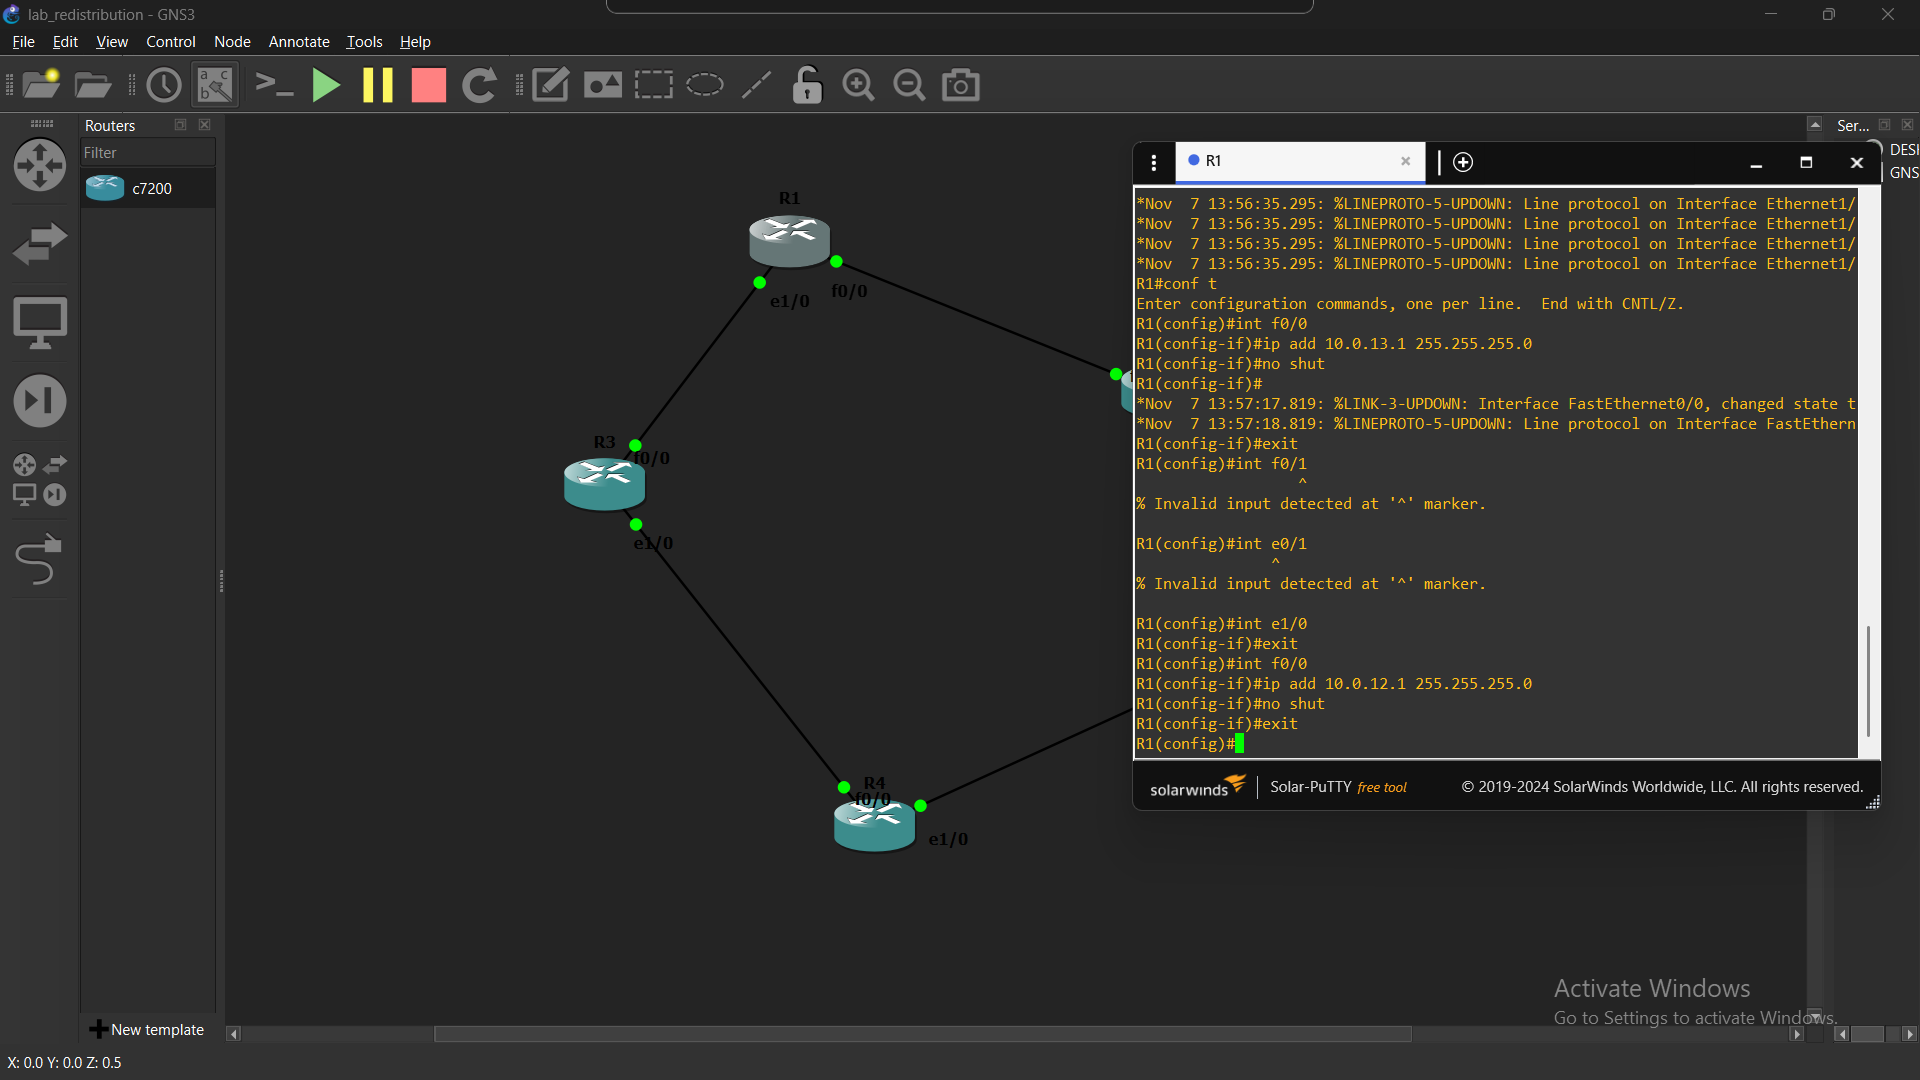 lab_redistribution - GNS3
File Edit View Control Node Annotate Tools Help
a c
b
Routers
Filter
c7200
New template
X: 0.0 Y: 0.0 Z: 0.5
R1
e1/0
f0/0
R3
f0/0
e1/0
R4
f0/0
e1/0
Ser...
DESI
GNS
R1
*Nov  7 13:56:35.295: %LINEPROTO-5-UPDOWN: Line protocol on Interface Ethernet1/
*Nov  7 13:56:35.295: %LINEPROTO-5-UPDOWN: Line protocol on Interface Ethernet1/
*Nov  7 13:56:35.295: %LINEPROTO-5-UPDOWN: Line protocol on Interface Ethernet1/
*Nov  7 13:56:35.295: %LINEPROTO-5-UPDOWN: Line protocol on Interface Ethernet1/
R1#conf t
Enter configuration commands, one per line.  End with CNTL/Z.
R1(config)#int f0/0
R1(config-if)#ip add 10.0.13.1 255.255.255.0
R1(config-if)#no shut
R1(config-if)#
*Nov  7 13:57:17.819: %LINK-3-UPDOWN: Interface FastEthernet0/0, changed state t
*Nov  7 13:57:18.819: %LINEPROTO-5-UPDOWN: Line protocol on Interface FastEthern
R1(config-if)#exit
R1(config)#int f0/1
^
% Invalid input detected at '^' marker.
R1(config)#int e0/1
^
% Invalid input detected at '^' marker.
R1(config)#int e1/0
R1(config-if)#exit
R1(config)#int f0/0
R1(config-if)#ip add 10.0.12.1 255.255.255.0
R1(config-if)#no shut
R1(config-if)#exit
R1(config)#
solarwinds Solar-PuTTY free tool © 2019-2024 SolarWinds Worldwide, LLC. All rights reserved.
Activate Windows
Go to Settings to activate Windows.